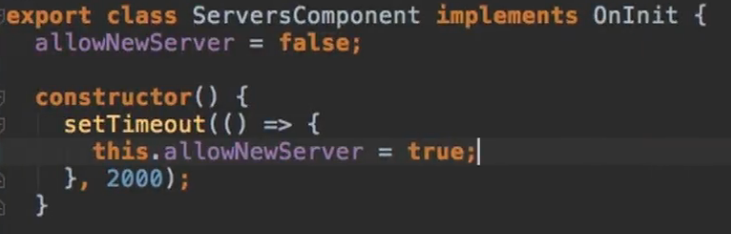 export class ServersComponent implements OnInit {
allowNewServer = false;
constructor() {
setTimeout(() => {
this.allowNewServer = true;
}, 2000);
}